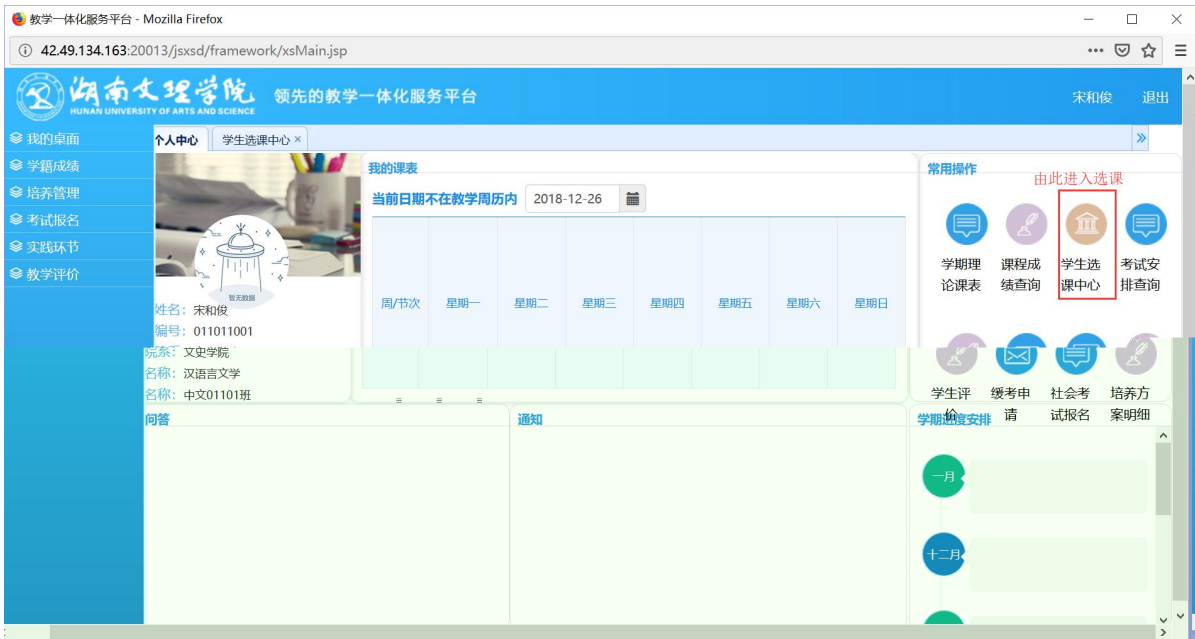 教学一体化服务平台 - Mozilla Firefox
42.49.134.163:20013/jsxsd/framework/xsMain.jsp
湖南文理学院
HUNAN UNIVERSITY OF ARTS AND SCIENCE
领先的教学一体化服务平台
宋和俊 退出
我的桌面
学籍成绩
培养管理
考试报名
实践环节
教学评价
个人中心 学生选课中心 ×
暂无数据
姓名：宋和俊
编号：011011001
院系：文史学院
名称：汉语言文学
名称：中文01101班
我的课表
当前日期不在教学周历内 2018-12-26
周/节次 星期一 星期二 星期三 星期四 星期五 星期六 星期日
常用操作
由此进入选课
学期理论课表
课程成绩查询
学生选课中心
考试安排查询
学生评价
缓考申请
社会考试报名
培养方案明细
问答
通知
学期进度安排
一月
十二月